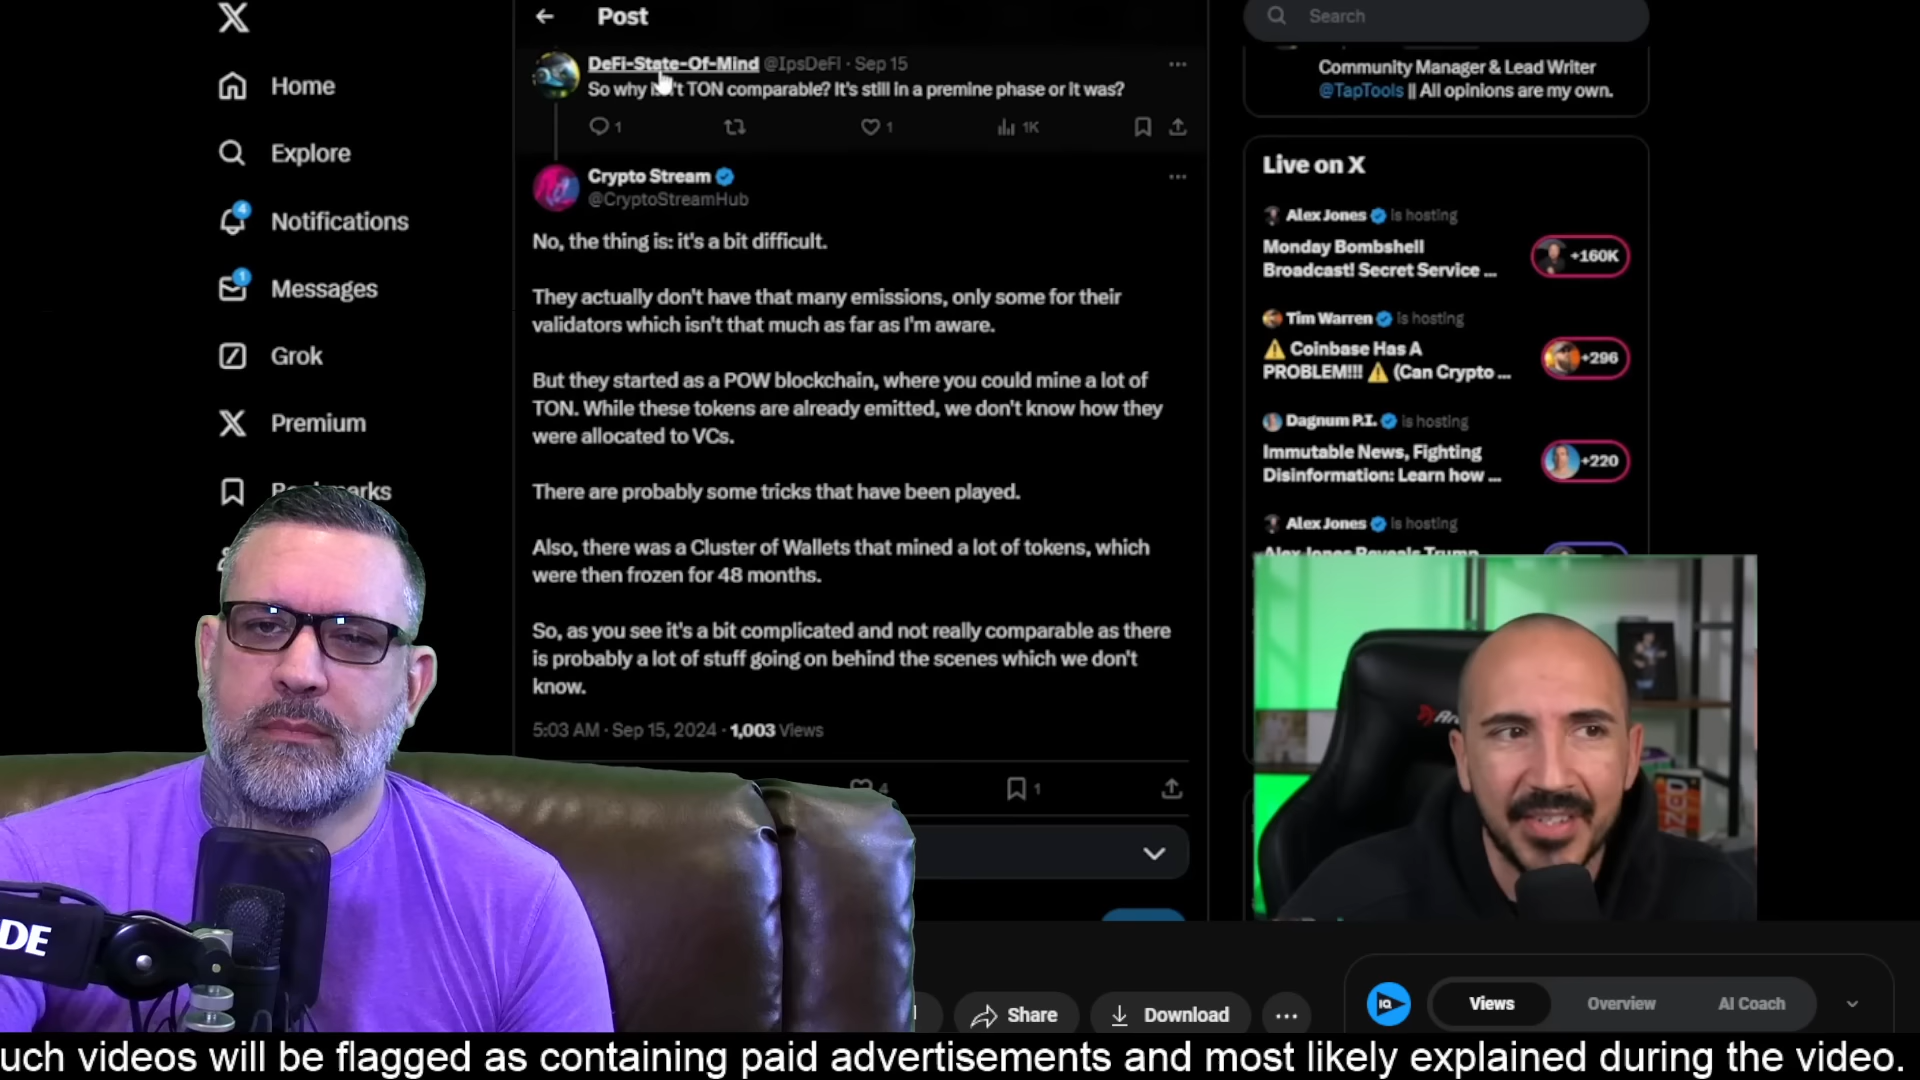 Home
Explore
Notifications
4
Messages
1
Grok
Premium
Bookmarks
Post
DeFi-State-Of-Mind @IpsDeFI · Sep 15
So why isn't TON comparable? It's still in a premine phase or it was?
1
1
1K
Crypto Stream
@CryptoStreamHub
No, the thing is: it's a bit difficult.
They actually don't have that many emissions, only some for their
validators which isn't that much as far as I'm aware.
But they started as a POW blockchain, where you could mine a lot of
TON. While these tokens are already emitted, we don't know how they
were allocated to VCs.
There are probably some tricks that have been played.
Also, there was a Cluster of Wallets that mined a lot of tokens, which
were then frozen for 48 months.
So, as you see it's a bit complicated and not really comparable as there
is probably a lot of stuff going on behind the scenes which we don't
know.
5:03 AM · Sep 15, 2024 · 1,003 Views
4
1
Search
Community Manager & Lead Writer
@TapTools || All opinions are my own.
Live on X
Alex Jones is hosting
Monday Bombshell
Broadcast! Secret Service ...
+160K
Tim Warren is hosting
⚠️ Coinbase Has A
PROBLEM!!! ⚠️ (Can Crypto ...
+296
Dagnum P.I. is hosting
Immutable News, Fighting
Disinformation: Learn how ...
+220
Alex Jones is hosting
Alex Jones Reveals Trump
DE
Share
Download
IQ
Views
Overview
AI Coach
uch videos will be flagged as containing paid advertisements and most likely explained during the video.